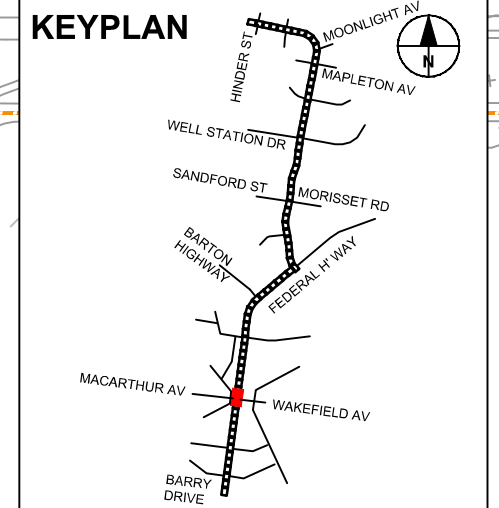 KEYPLAN
MOONLIGHT AV
HINDER ST
N
MAPLETON AV
WELL STATION DR
SANDFORD ST
MORISSET RD
BARTON
HIGHWAY
FEDERAL H' WAY
MACARTHUR AV
WAKEFIELD AV
BARRY
DRIVE